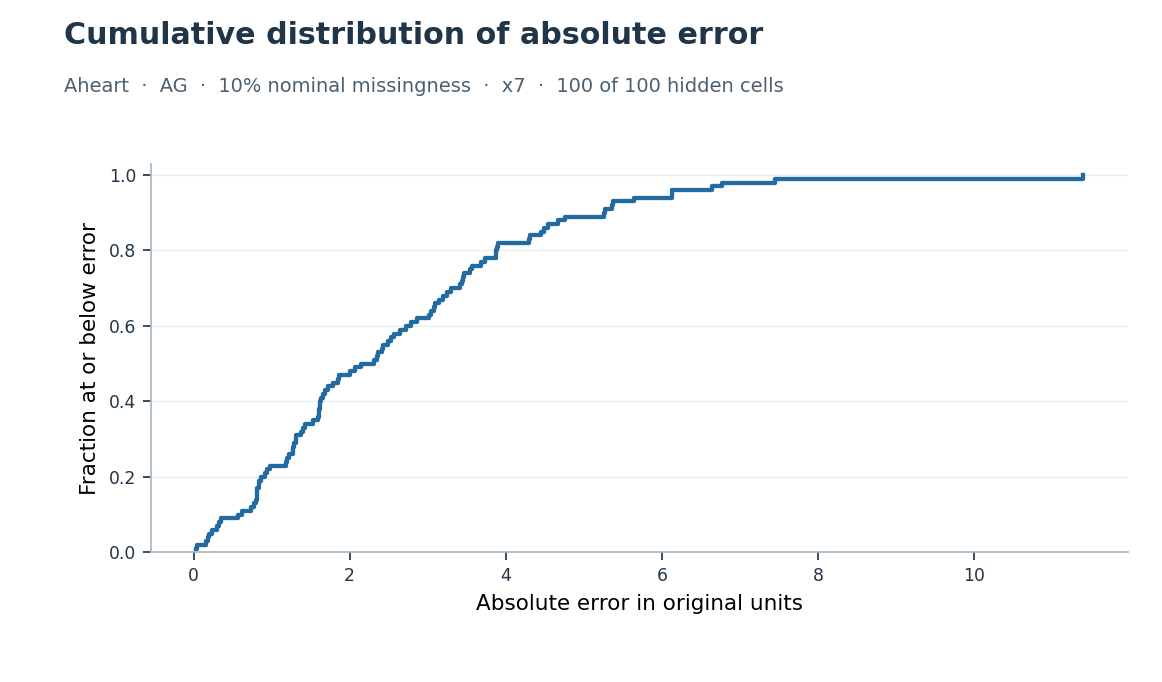 Cumulative distribution of absolute error
Aheart · AG · 10% nominal missingness · x7 · 100 of 100 hidden cells
Fraction at or below error
1.0
0.8
0.6
0.4
0.2
0.0
0 2 4 6 8 10
Absolute error in original units